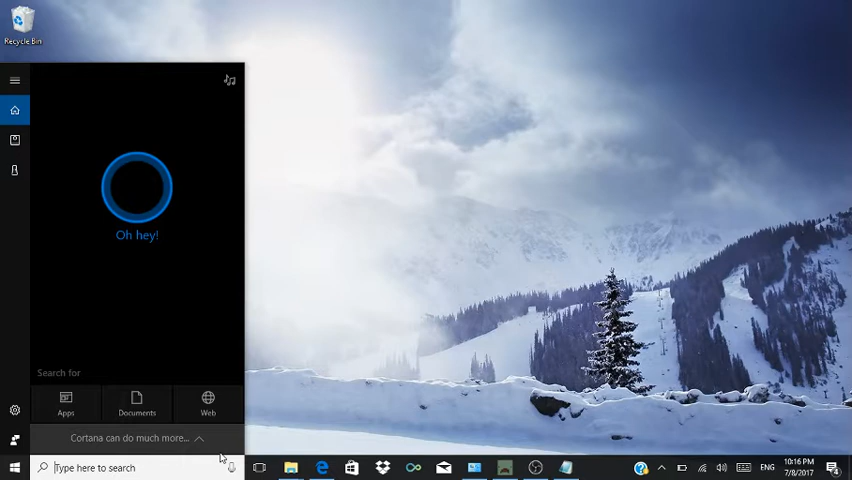 Recycle Bin
Oh hey!
Search for
Apps
Documents
Web
Cortana can do much more...
Type here to search
ENG
10:16 PM
7/8/2017
4